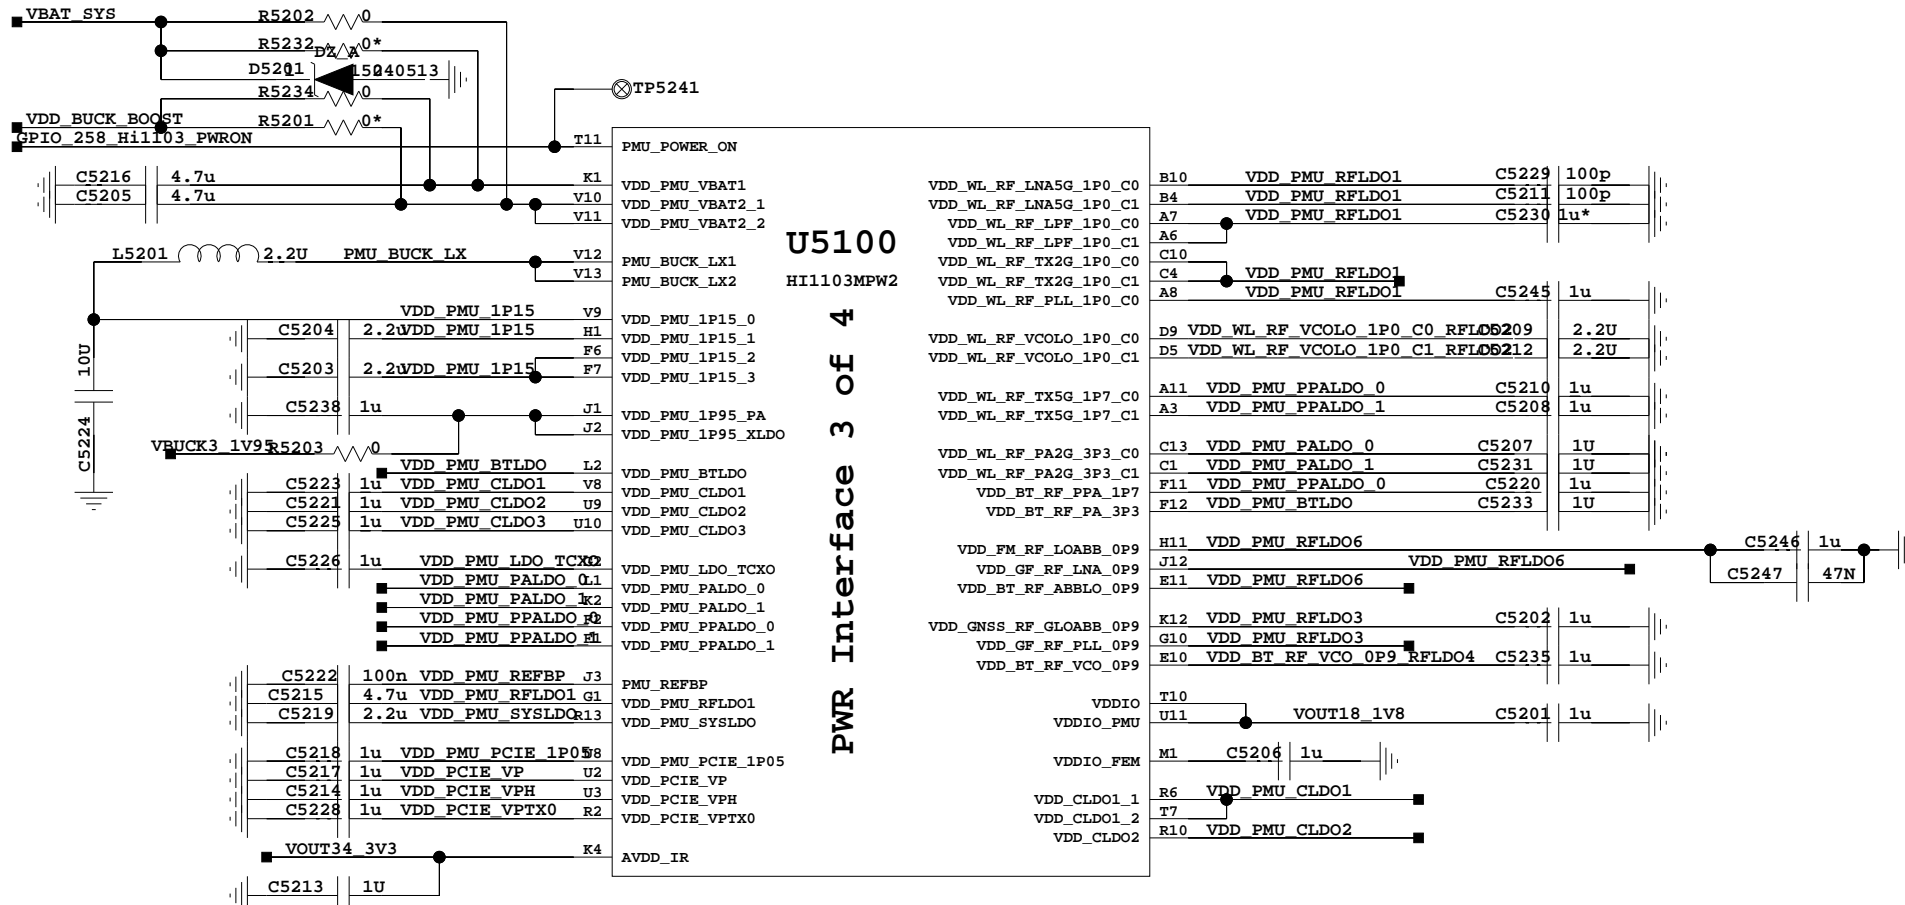 VBAT_SYS
R5202 0
R5232 0*
DZ_A
D5201
R5234 0
VDD_BUCK_BOOST
R5201 0*
GPIO_258_Hi1103_PWRON
TP5241
T11 PMU_POWER_ON
C5216 4.7u K1 VDD_PMU_VBAT1
C5205 4.7u V10 VDD_PMU_VBAT2_1
V11 VDD_PMU_VBAT2_2
L5201 2.2U PMU_BUCK_LX V12 PMU_BUCK_LX1
V13 PMU_BUCK_LX2
VDD_PMU_1P15 V9 VDD_PMU_1P15_0
C5204 2.2u VDD_PMU_1P15 H1 VDD_PMU_1P15_1
F6 VDD_PMU_1P15_2
C5203 2.2u VDD_PMU_1P15 F7 VDD_PMU_1P15_3
10U
C5224
C5238 1u J1 VDD_PMU_1P95_PA
J2 VDD_PMU_1P95_XLDO
VBUCK3_1V95 R5203 0
VDD_PMU_BTLDO L2 VDD_PMU_BTLDO
C5223 1u VDD_PMU_CLDO1 V8 VDD_PMU_CLDO1
C5221 1u VDD_PMU_CLDO2 U9 VDD_PMU_CLDO2
C5225 1u VDD_PMU_CLDO3 U10 VDD_PMU_CLDO3
C5226 1u VDD_PMU_LDO_TCXO VDD_PMU_LDO_TCXO
VDD_PMU_PALDO_0 L1 VDD_PMU_PALDO_0
VDD_PMU_PALDO_1 K2 VDD_PMU_PALDO_1
VDD_PMU_PPALDO_0 VDD_PMU_PPALDO_0
VDD_PMU_PPALDO_1 VDD_PMU_PPALDO_1
C5222 100n VDD_PMU_REFBP J3 PMU_REFBP
C5215 4.7u VDD_PMU_RFLDO1 G1 VDD_PMU_RFLDO1
C5219 2.2u VDD_PMU_SYSLDO R13 VDD_PMU_SYSLDO
C5218 1u VDD_PMU_PCIE_1P05 U8 VDD_PMU_PCIE_1P05
C5217 1u VDD_PCIE_VP U2 VDD_PCIE_VP
C5214 1u VDD_PCIE_VPH U3 VDD_PCIE_VPH
C5228 1u VDD_PCIE_VPTX0 R2 VDD_PCIE_VPTX0
VOUT34_3V3 K4 AVDD_IR
C5213 1U
U5100
HI1103MPW2
PWR Interface 3 of 4
VDD_WL_RF_LNA5G_1P0_C0 B10 VDD_PMU_RFLDO1 C5229 100p
VDD_WL_RF_LNA5G_1P0_C1 B4 VDD_PMU_RFLDO1 C5211 100p
VDD_WL_RF_LPF_1P0_C0 A7 VDD_PMU_RFLDO1 C5230 1u*
VDD_WL_RF_LPF_1P0_C1 A6
VDD_WL_RF_TX2G_1P0_C0 C10
VDD_WL_RF_TX2G_1P0_C1 C4 VDD_PMU_RFLDO1
VDD_WL_RF_PLL_1P0_C0 A8 VDD_PMU_RFLDO1 C5245 1u
VDD_WL_RF_VCOLO_1P0_C0 D9 VDD_WL_RF_VCOLO_1P0_C0_RFLDO2 C5209 2.2U
VDD_WL_RF_VCOLO_1P0_C1 D5 VDD_WL_RF_VCOLO_1P0_C1_RFLDO2 C5212 2.2U
VDD_WL_RF_TX5G_1P7_C0 A11 VDD_PMU_PPALDO_0 C5210 1u
VDD_WL_RF_TX5G_1P7_C1 A3 VDD_PMU_PPALDO_1 C5208 1u
VDD_WL_RF_PA2G_3P3_C0 C13 VDD_PMU_PALDO_0 C5207 1U
VDD_WL_RF_PA2G_3P3_C1 C1 VDD_PMU_PALDO_1 C5231 1U
VDD_BT_RF_PPA_1P7 F11 VDD_PMU_PPALDO_0 C5220 1u
VDD_BT_RF_PA_3P3 F12 VDD_PMU_BTLDO C5233 1U
VDD_FM_RF_LOABB_0P9 H11 VDD_PMU_RFLDO6 C5246 1u
VDD_GF_RF_LNA_0P9 J12 VDD_PMU_RFLDO6 C5247 47N
VDD_BT_RF_ABBLO_0P9 E11 VDD_PMU_RFLDO6
VDD_GNSS_RF_GLOABB_0P9 K12 VDD_PMU_RFLDO3 C5202 1u
VDD_GF_RF_PLL_0P9 G10 VDD_PMU_RFLDO3
VDD_BT_RF_VCO_0P9 E10 VDD_BT_RF_VCO_0P9_RFLDO4 C5235 1u
VDDIO T10
VDDIO_PMU U11 VOUT18_1V8 C5201 1u
VDDIO_FEM M1 C5206 1u
VDD_CLDO1_1 R6 VDD_PMU_CLDO1
VDD_CLDO1_2 T7
VDD_CLDO2 R10 VDD_PMU_CLDO2